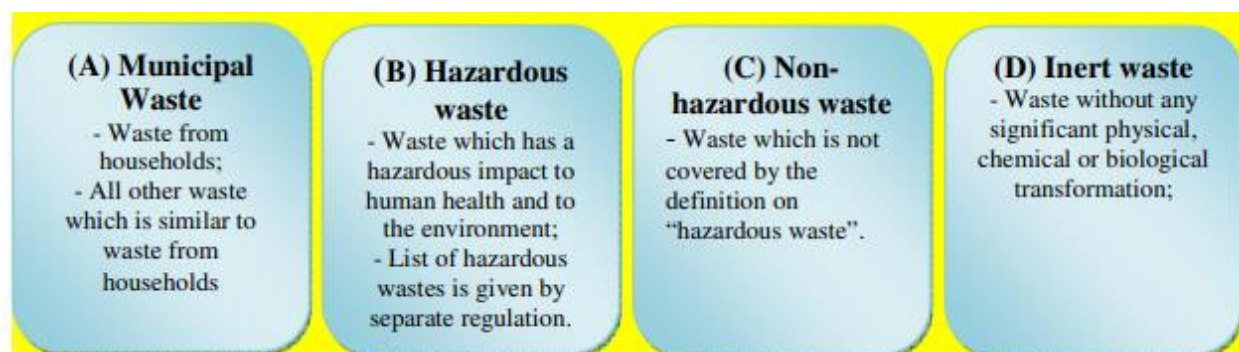 (A) Municipal
Waste
- Waste from
households;
- All other waste
which is similar to
waste from
households
(B) Hazardous
waste
- Waste which has a
hazardous impact to
human health and to
the environment;
- List of hazardous
wastes is given by
separate regulation.
(C) Non-
hazardous waste
- Waste which is not
covered by the
definition on
“hazardous waste”.
(D) Inert waste
- Waste without any
significant physical,
chemical or biological
transformation;